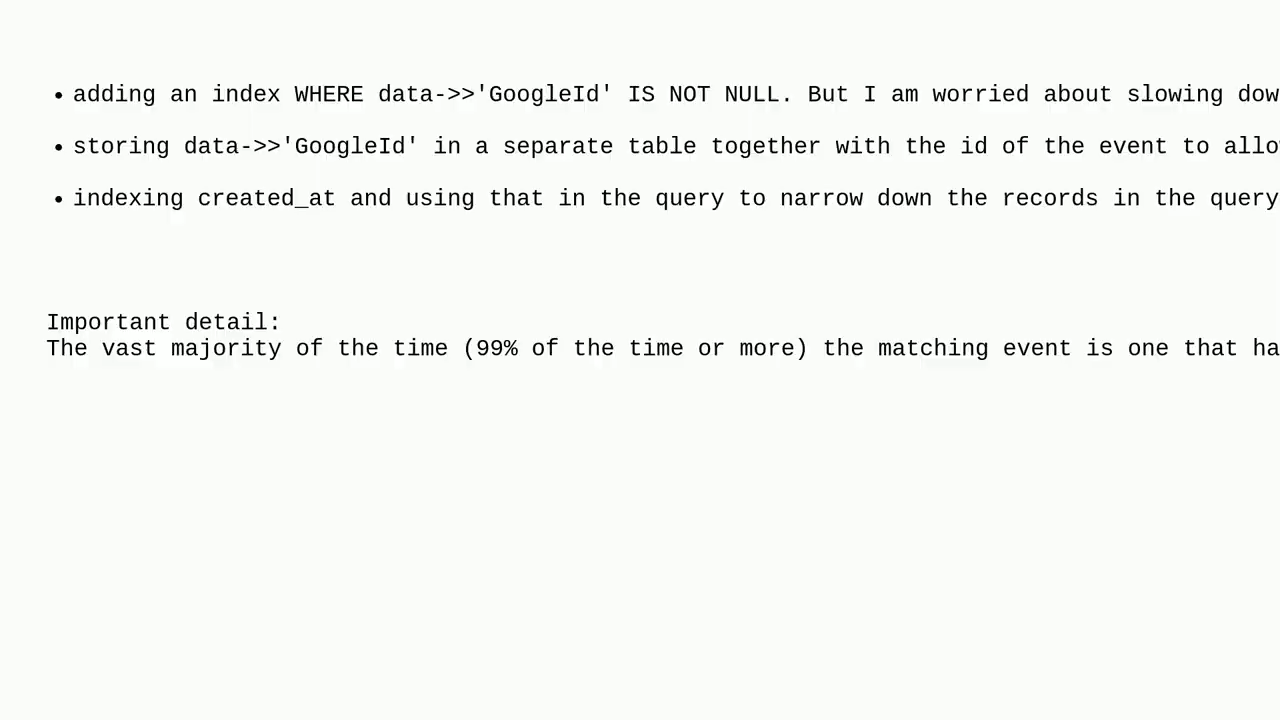 • adding an index WHERE data->>'GoogleId' IS NOT NULL. But I am worried about slowing
• storing data->>'GoogleId' in a separate table together with the id of the event to
• indexing created_at and using that in the query to narrow down the records in the query
Important detail:
The vast majority of the time (99% of the time or more) the matching event is one that